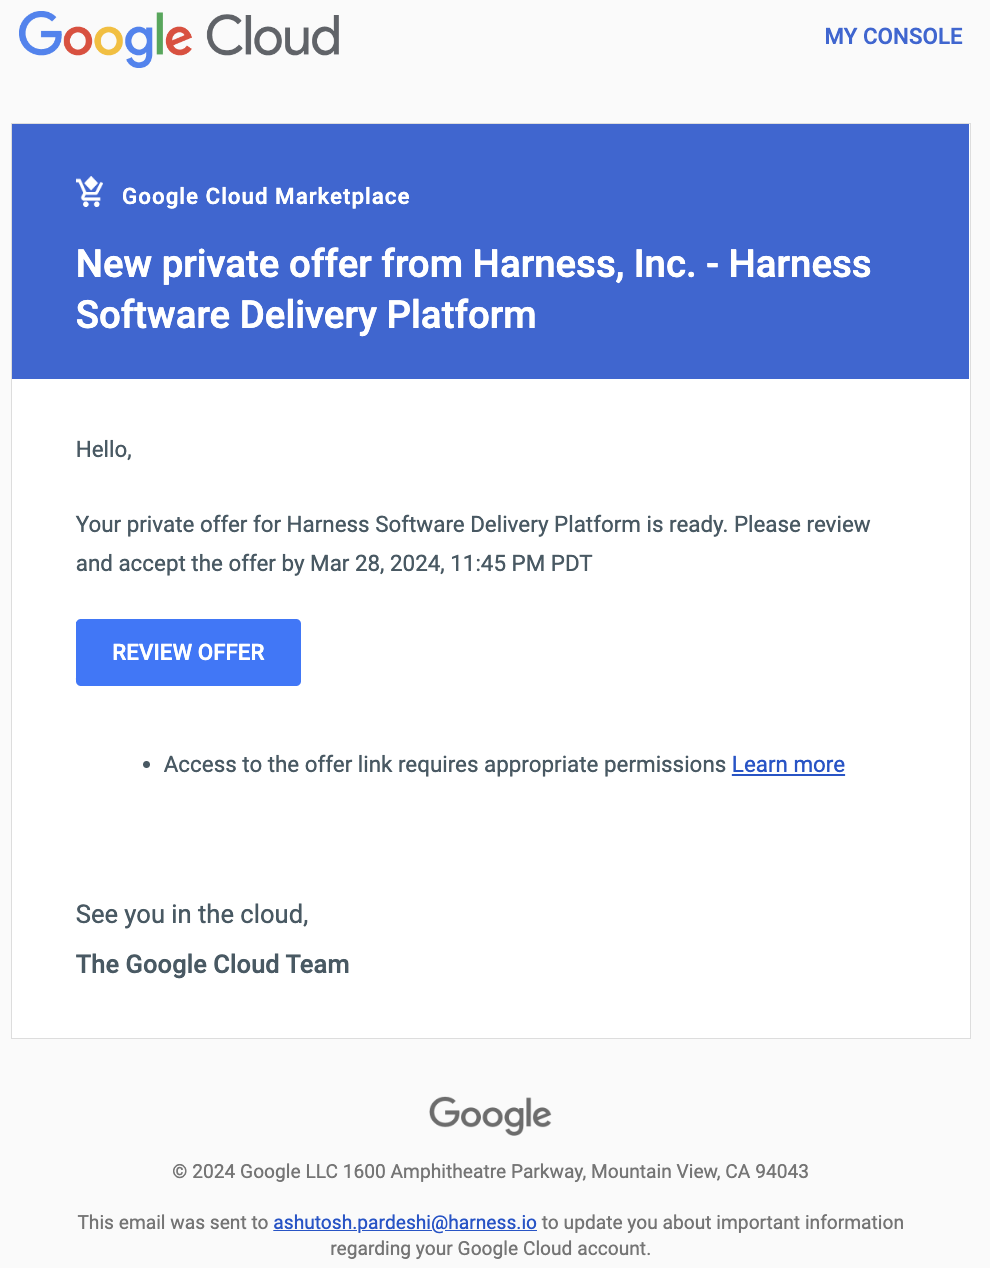 Google Cloud
MY CONSOLE
Google Cloud Marketplace
New private offer from Harness, Inc. - Harness
Software Delivery Platform
Hello,
Your private offer for Harness Software Delivery Platform is ready. Please review
and accept the offer by Mar 28, 2024, 11:45 PM PDT
REVIEW OFFER
• Access to the offer link requires appropriate permissions Learn more
See you in the cloud,
The Google Cloud Team
Google
© 2024 Google LLC 1600 Amphitheatre Parkway, Mountain View, CA 94043
This email was sent to ashutosh.pardeshi@harness.io to update you about important information
regarding your Google Cloud account.